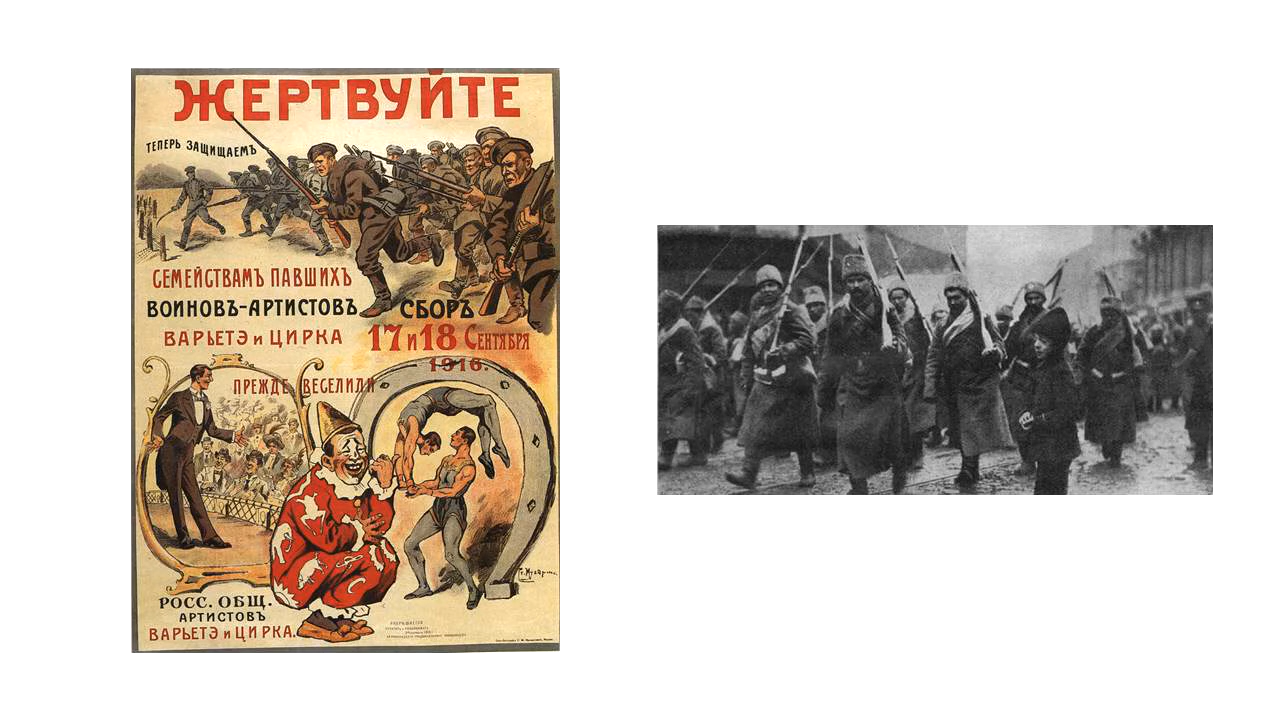 ЖЕРТВУЙТЕ
ТЕПЕРЬ ЗАЩИЩАЕМЪ
СЕМЕЙСТВАМЪ ПАВШИХЪ
ВОИНОВЪ-АРТИСТОВЪ
ВАРЬЕТЭ и ЦИРКА
СБОРЪ
17 и 18 СЕНТЯБРЯ
1916.
ПРЕЖДЕ ВЕСЕЛИЛИ
РОСС. ОБЩ.
АРТИСТОВЪ
ВАРЬЕТЭ и ЦИРКА.